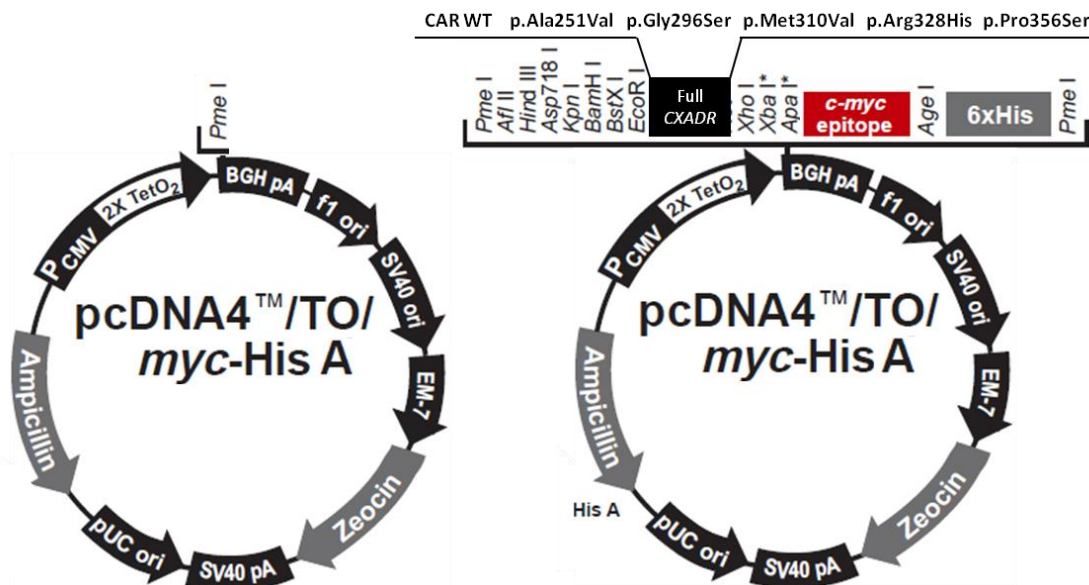 CAR WT p.Ala251Val p.Gly296Ser p.Met310Val p.Arg328His p.Pro356Ser
Pme I
Pme I
Afl II
Hind III
Asp718 I
Kpn I
BamH I
BstX I
EcoR I
Full
CXADR
Xho I
Xba I*
Apa I*
c-myc
epitope
Age I
6xHis
Pme I
PCMV
2X TetO2
BGH pA
f1 ori
SV40 ori
EM-7
Zeocin
SV40 pA
pUC ori
Ampicillin
pcDNA4™/TO/
myc-His A
PCMV
2X TetO2
BGH pA
f1 ori
SV40 ori
EM-7
Zeocin
SV40 pA
pUC ori
Ampicillin
pcDNA4™/TO/
myc-His A
His A